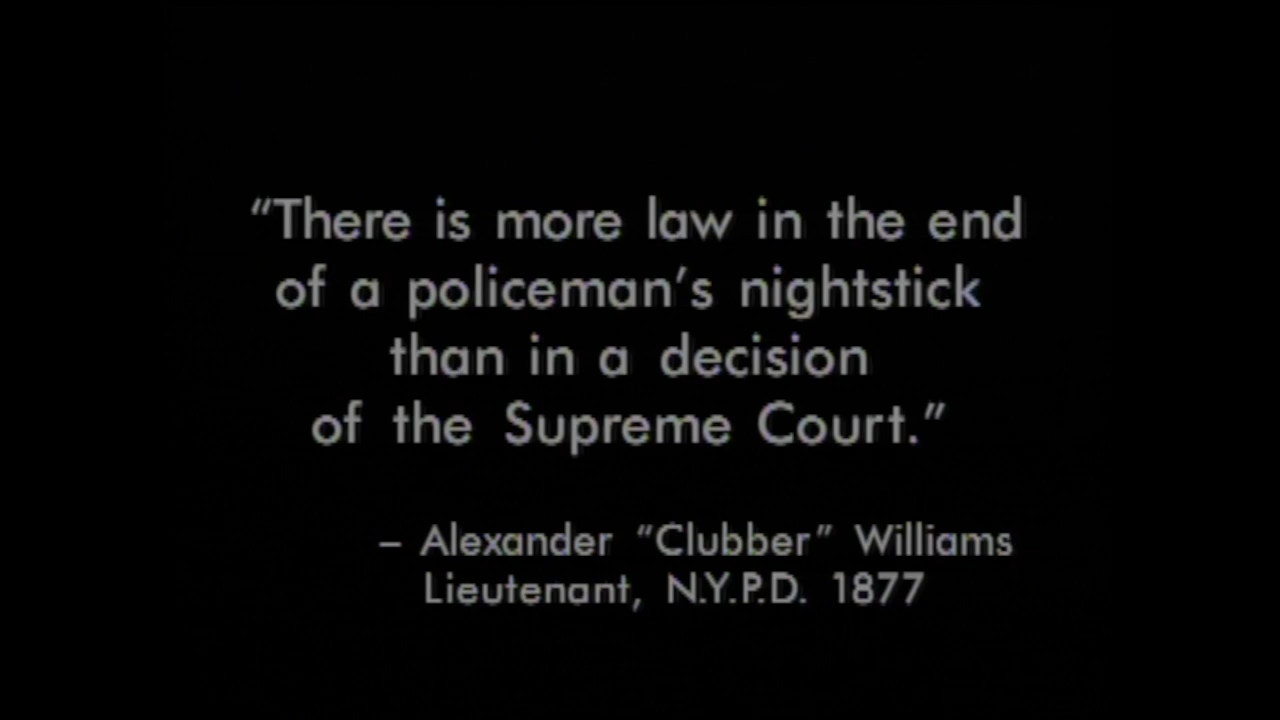 “There is more law in the end
of a policeman’s nightstick
than in a decision
of the Supreme Court.”
– Alexander “Clubber” Williams
Lieutenant, N.Y.P.D. 1877